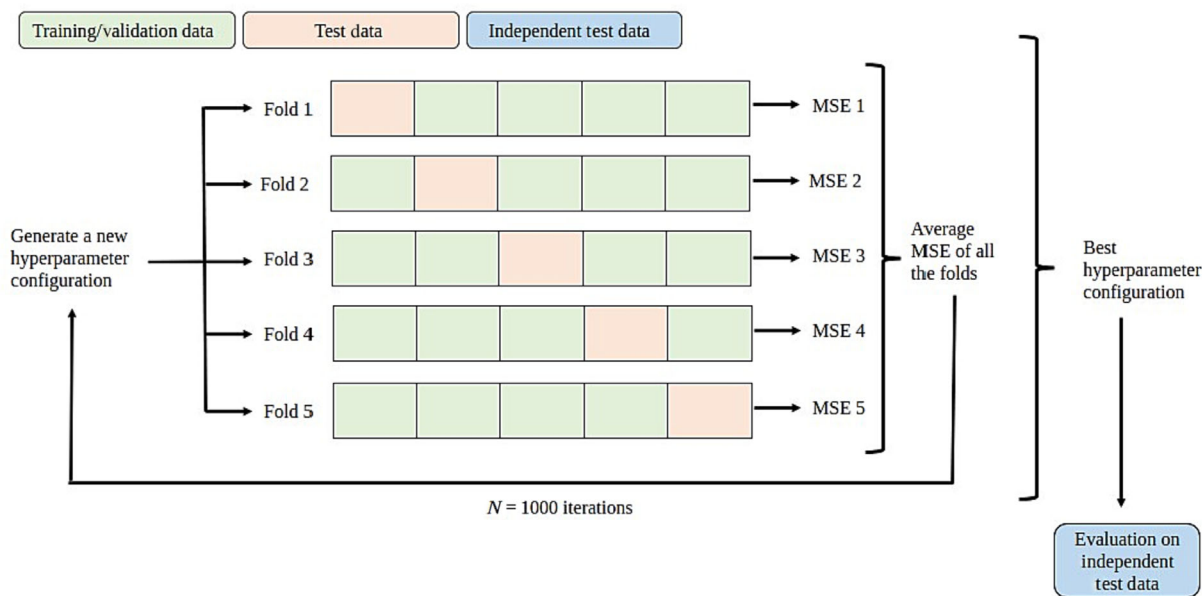 Training/validation data
Test data
Independent test data
Fold 1
MSE 1
Fold 2
MSE 2
Generate a new
hyperparameter
configuration
Fold 3
MSE 3
Average
MSE of all
the folds
Best
hyperparameter
configuration
Fold 4
MSE 4
Fold 5
MSE 5
N = 1000 iterations
Evaluation on
independent
test data